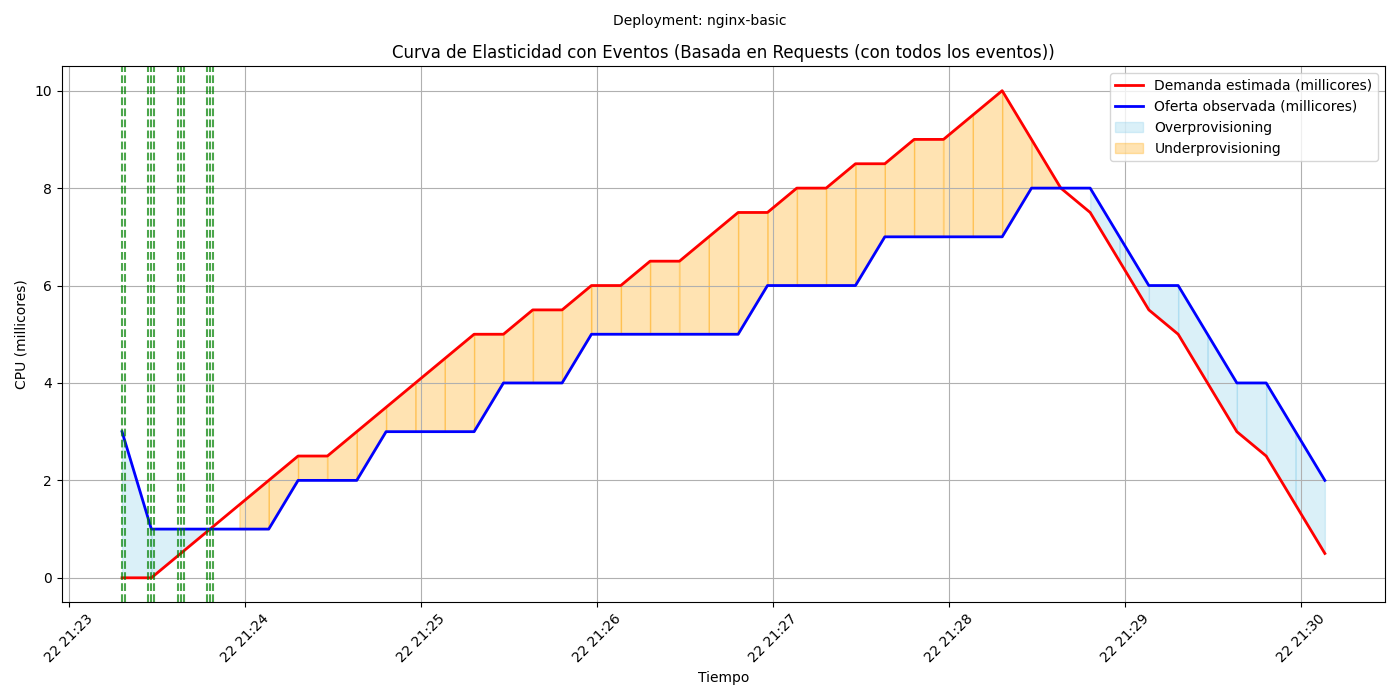 Deployment: nginx-basic
Curva de Elasticidad con Eventos (Basada en Requests (con todos los eventos))
Demanda estimada (millicores)
Oferta observada (millicores)
Overprovisioning
Underprovisioning
CPU (millicores)
10
8
6
4
2
0
22 21:23
22 21:24
22 21:25
22 21:26
22 21:27
22 21:28
22 21:29
22 21:30
Tiempo